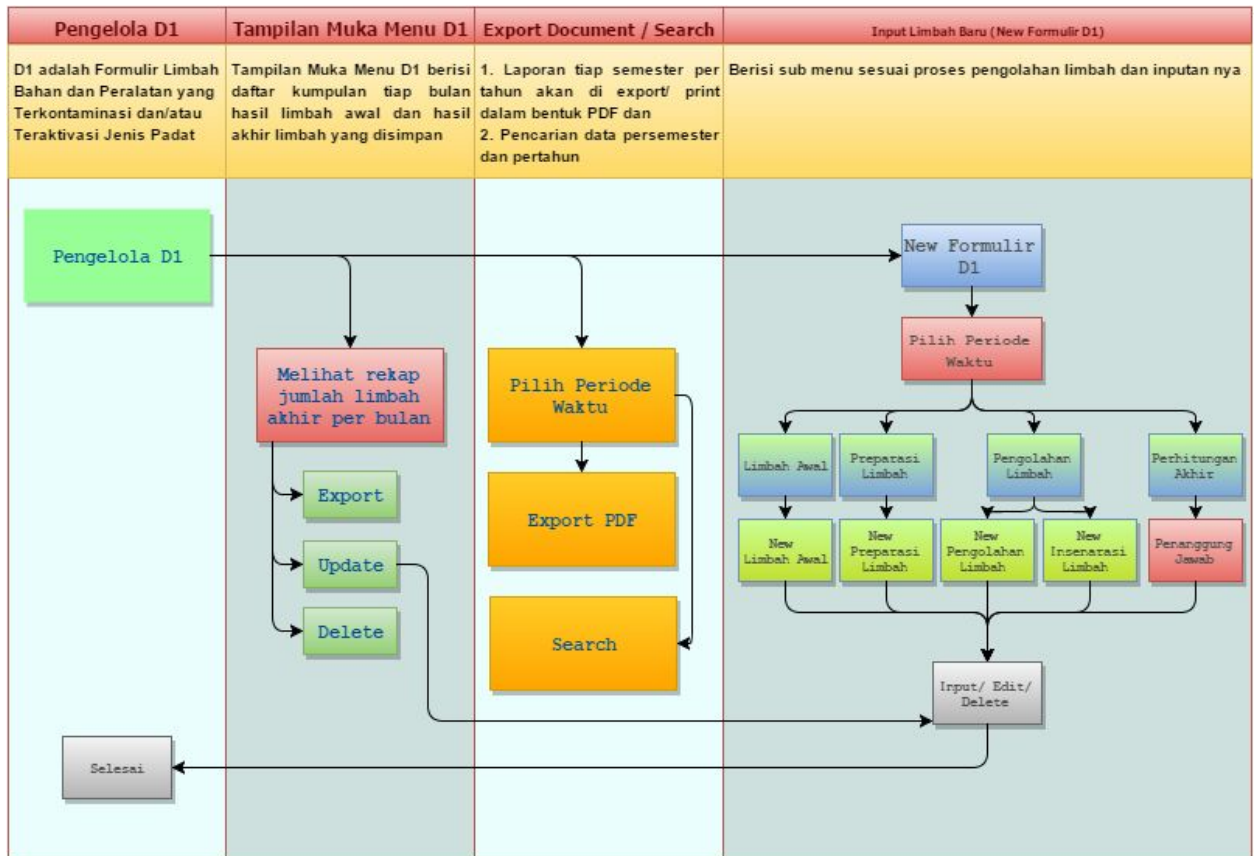 Pengelola D1
Tampilan Muka Menu D1
Export Document / Search
Input Limbah Baru (New Formulir D1)
D1 adalah Formulir Limbah
Bahan dan Peralatan yang
Terkontaminasi dan/atau
Teraktivasi Jenis Padat
Tampilan Muka Menu D1 berisi
daftar kumpulan tiap bulan
hasil limbah awal dan hasil
akhir limbah yang disimpan
1. Laporan tiap semester per
tahun akan di export/ print
dalam bentuk PDF dan
2. Pencarian data persemester
dan pertahun
Berisi sub menu sesuai proses pengolahan limbah dan inputan nya
Pengelola D1
New Formulir
D1
Pilih Periode
Waktu
Melihat rekap
jumlah limbah
akhir per bulan
Pilih Periode
Waktu
Limbah Awal
Preparasi
Limbah
Pengolahan
Limbah
Perhitungan
Akhir
Export
Export PDF
New
Limbah Awal
New
Preparasi
Limbah
New
Pengolahan
Limbah
New
Insenarasi
Limbah
Penanggung
Jawab
Update
Delete
Search
Input/ Edit/
Delete
Selesai